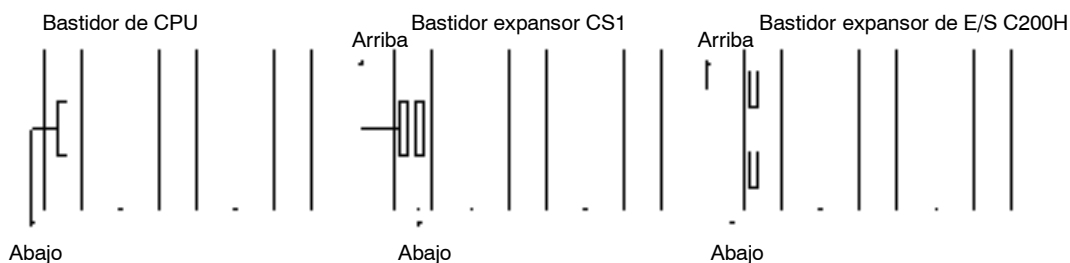 Bastidor de CPU
Bastidor expansor CS1
Bastidor expansor de E/S C200H
Arriba
Arriba
Abajo
Abajo
Abajo